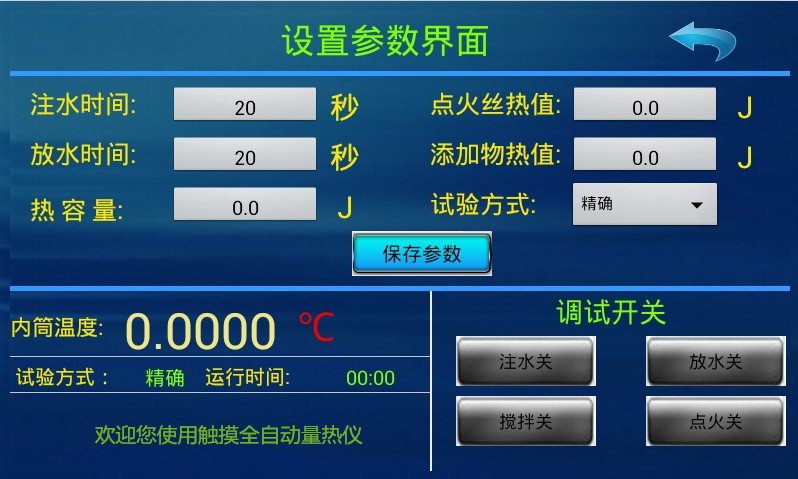 设置参数界面
注水时间: 20 秒 点火丝热值: 0.0 J
放水时间: 20 秒 添加物热值: 0.0 J
热容量: 0.0 J 试验方式: 精确
保存参数
内筒温度: 0.0000 ℃
试验方式： 精确 运行时间: 00:00
欢迎您使用触摸全自动量热仪
调试开关
注水关 放水关
搅拌关 点火关